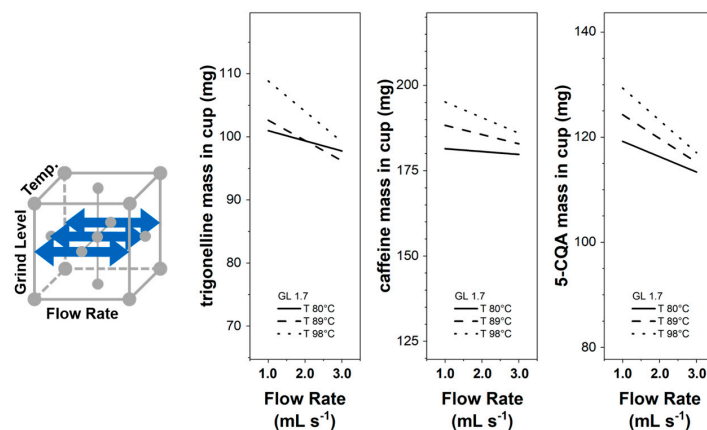 Temp.
Grind Level
Flow Rate
trigonelline mass in cup (mg)
110
100
90
80
70
GL 1.7
T 80°C
T 89°C
T 98°C
1.0 2.0 3.0
Flow Rate
(mL s⁻¹)
caffeine mass in cup (mg)
200
175
150
125
GL 1.7
T 80°C
T 89°C
T 98°C
1.0 2.0 3.0
Flow Rate
(mL s⁻¹)
5-CQA mass in cup (mg)
140
120
100
80
GL 1.7
T 80°C
T 89°C
T 98°C
1.0 2.0 3.0
Flow Rate
(mL s⁻¹)